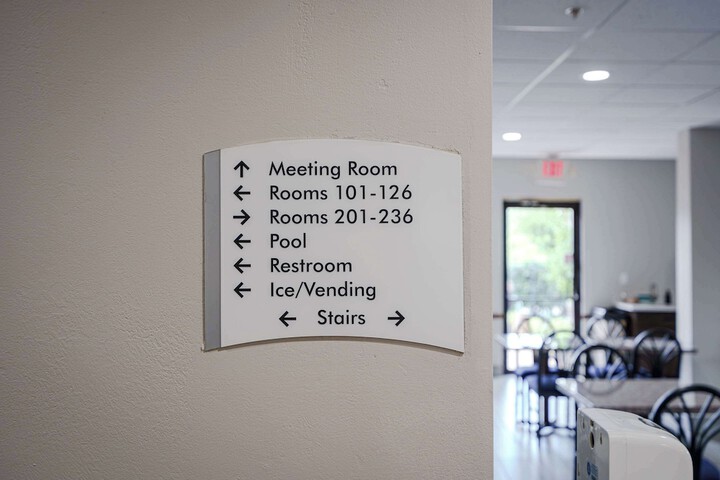 ↑ Meeting Room
← Rooms 101-126
→ Rooms 201-236
← Pool
← Restroom
← Ice/Vending
← Stairs →
EXIT